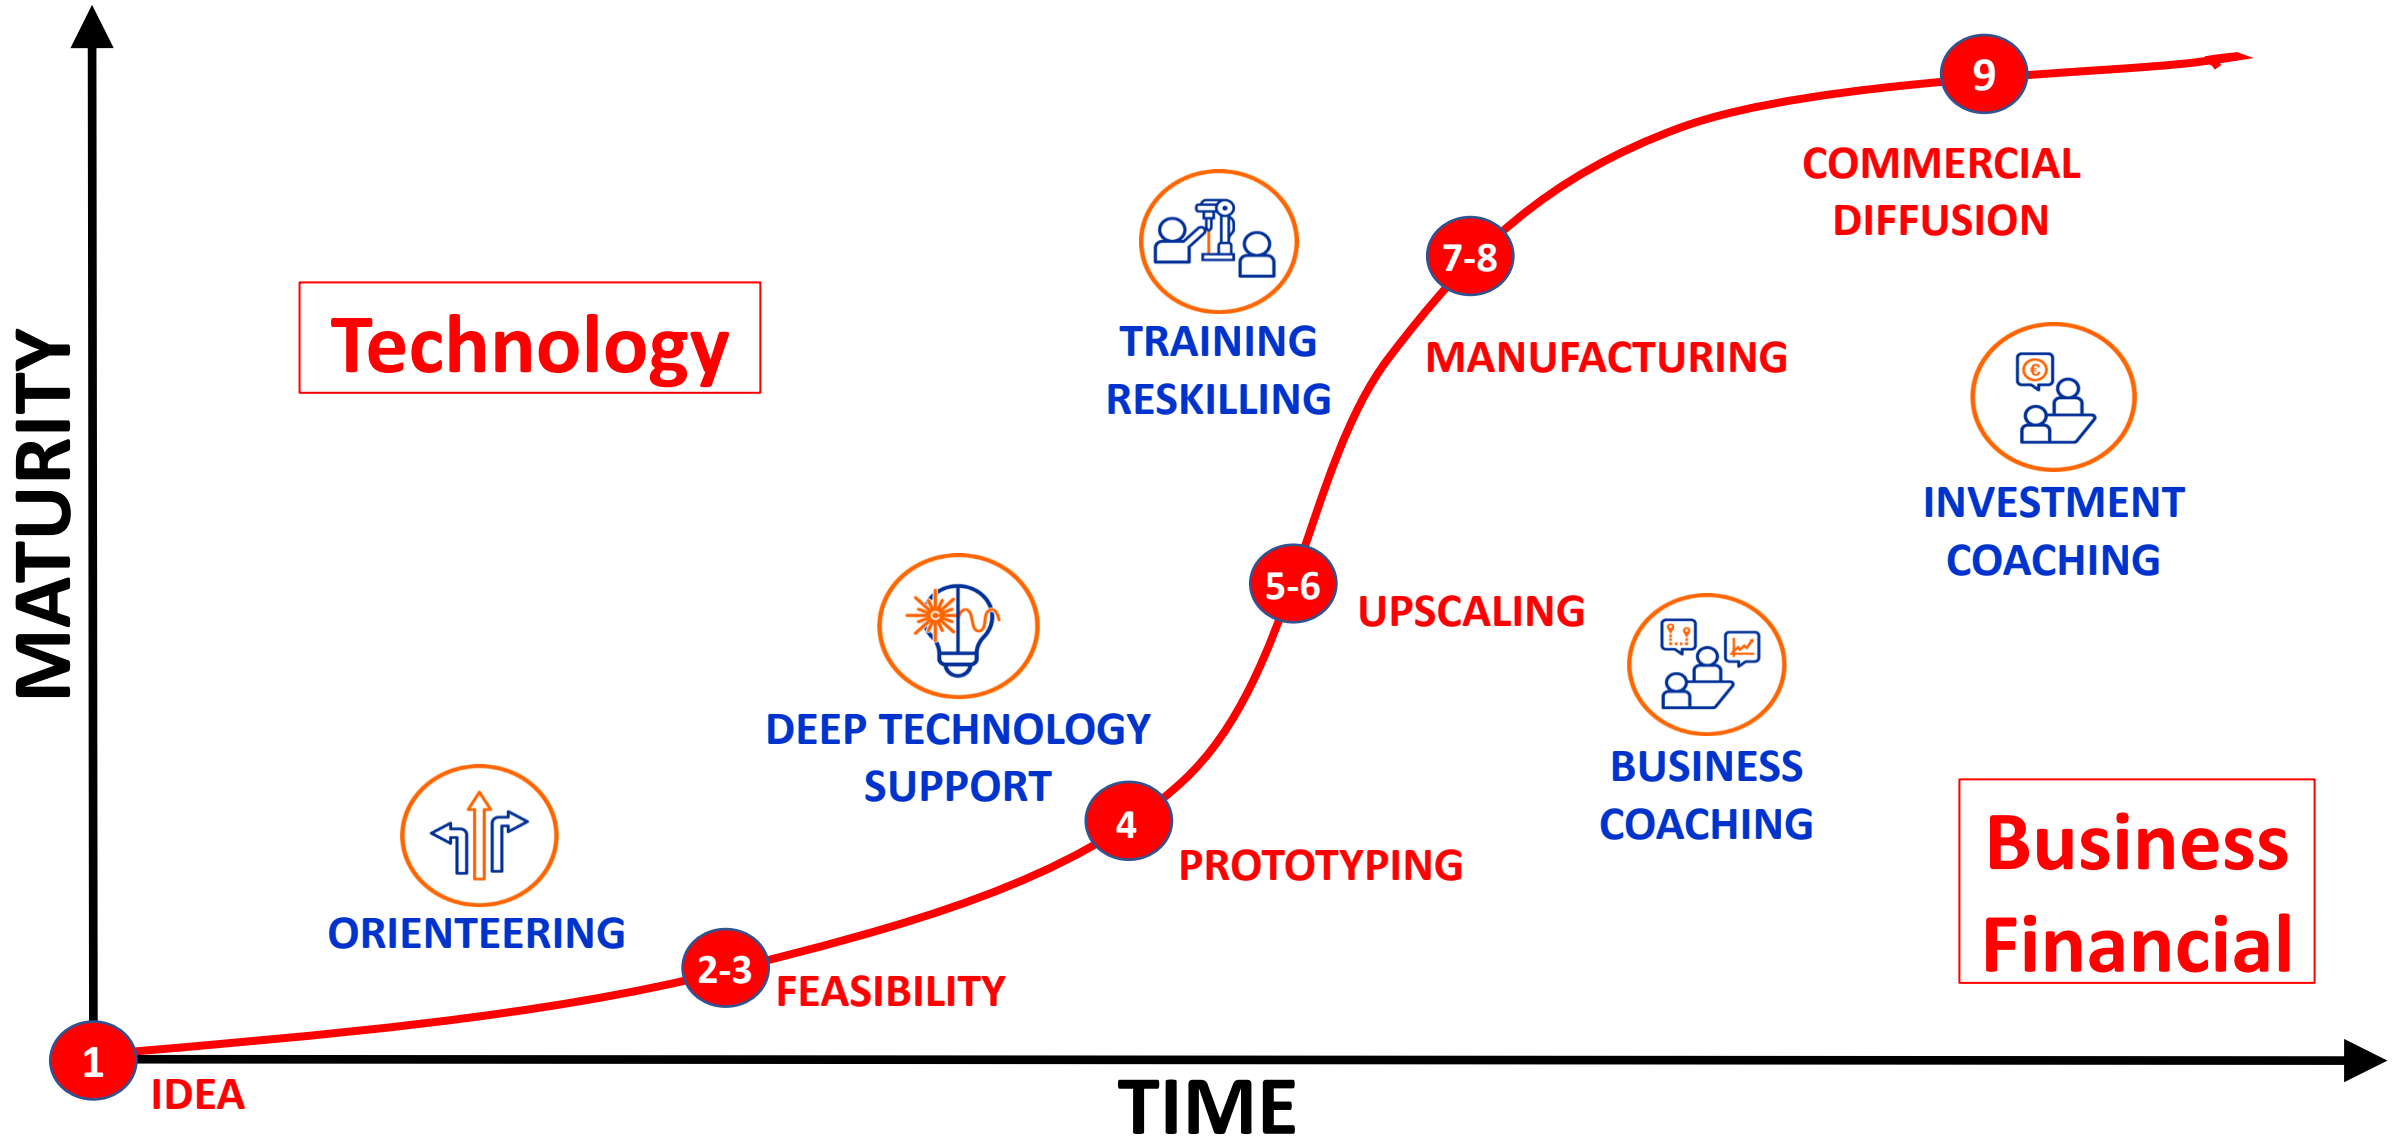 9
COMMERCIAL
DIFFUSION
7-8
MANUFACTURING
TRAINING
RESKILLING
Technology
MATURITY
€
INVESTMENT
COACHING
5-6
UPSCALING
DEEP TECHNOLOGY
SUPPORT
BUSINESS
COACHING
4
PROTOTYPING
Business
Financial
ORIENTEERING
2-3
FEASIBILITY
1
IDEA
TIME